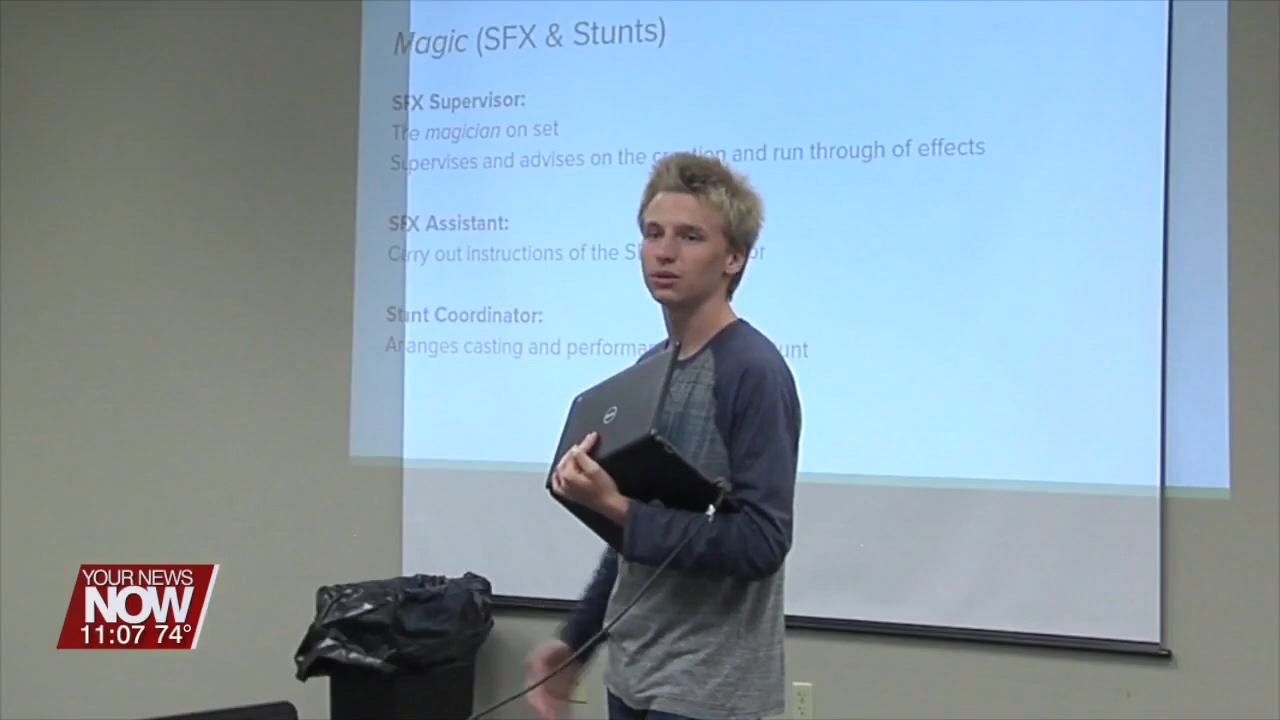 Magic (SFX & Stunts)
SFX Supervisor:
The magician on set
Supervises and advises on the and run through of effects
SFX Assistant:
Carry out instructions of the
Stunt Coordinator:
Arranges casting and
DELL
YOUR NEWS
NOW
11:07 74°